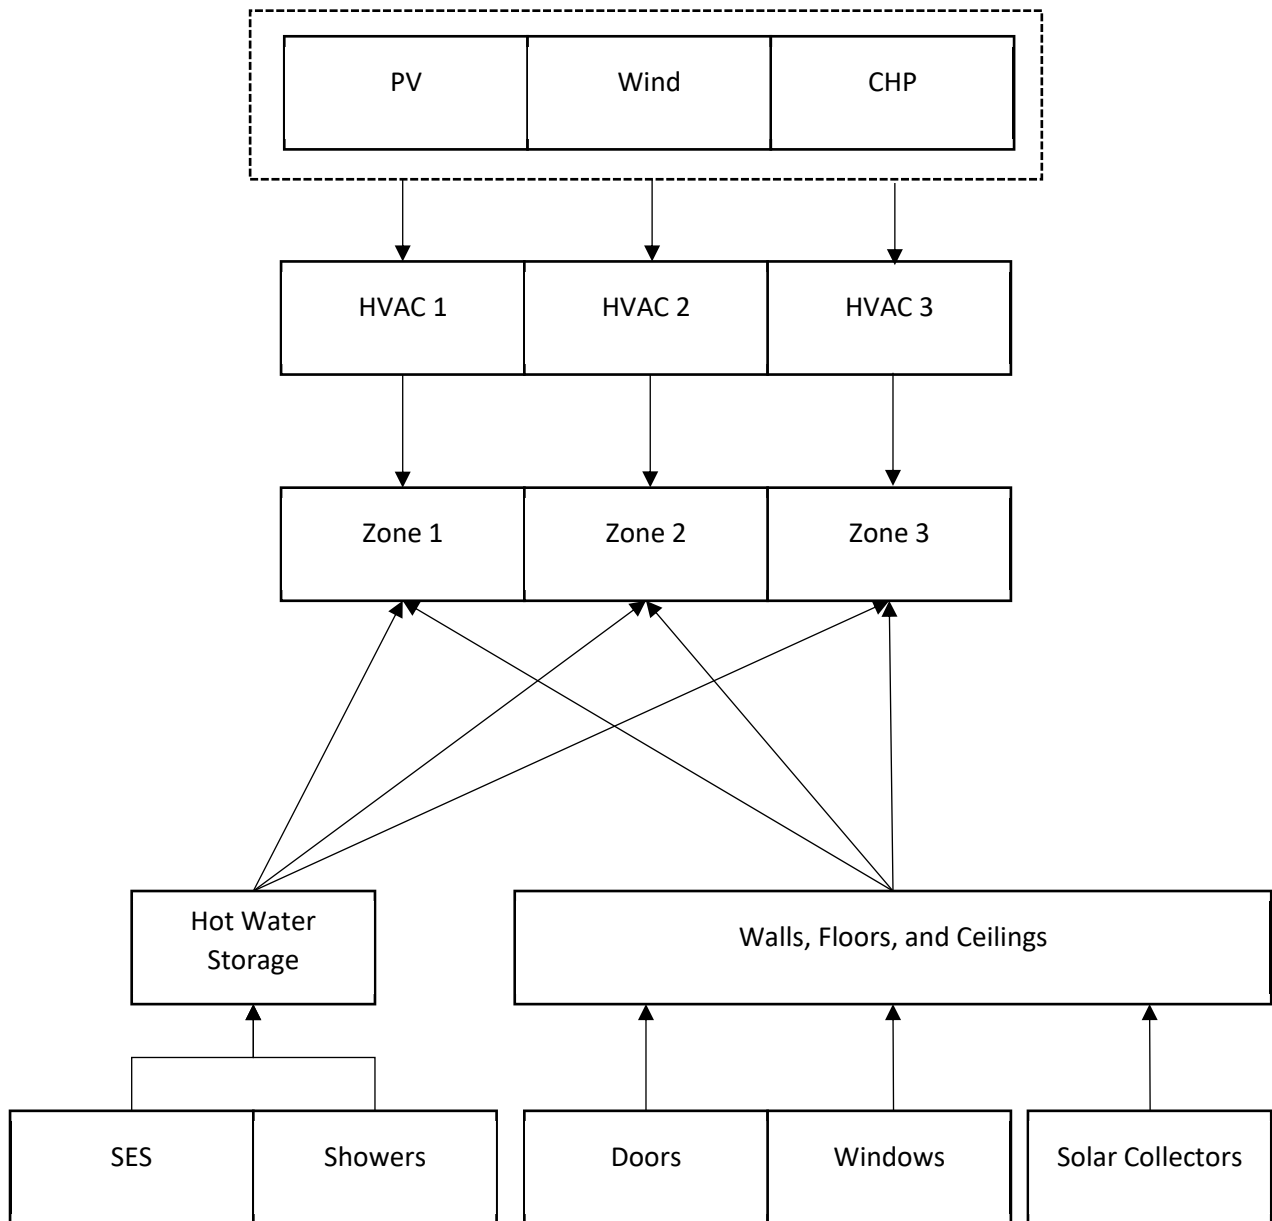 PV
Wind
CHP
HVAC 1
HVAC 2
HVAC 3
Zone 1
Zone 2
Zone 3
Hot Water
Storage
Walls, Floors, and Ceilings
SES
Showers
Doors
Windows
Solar Collectors